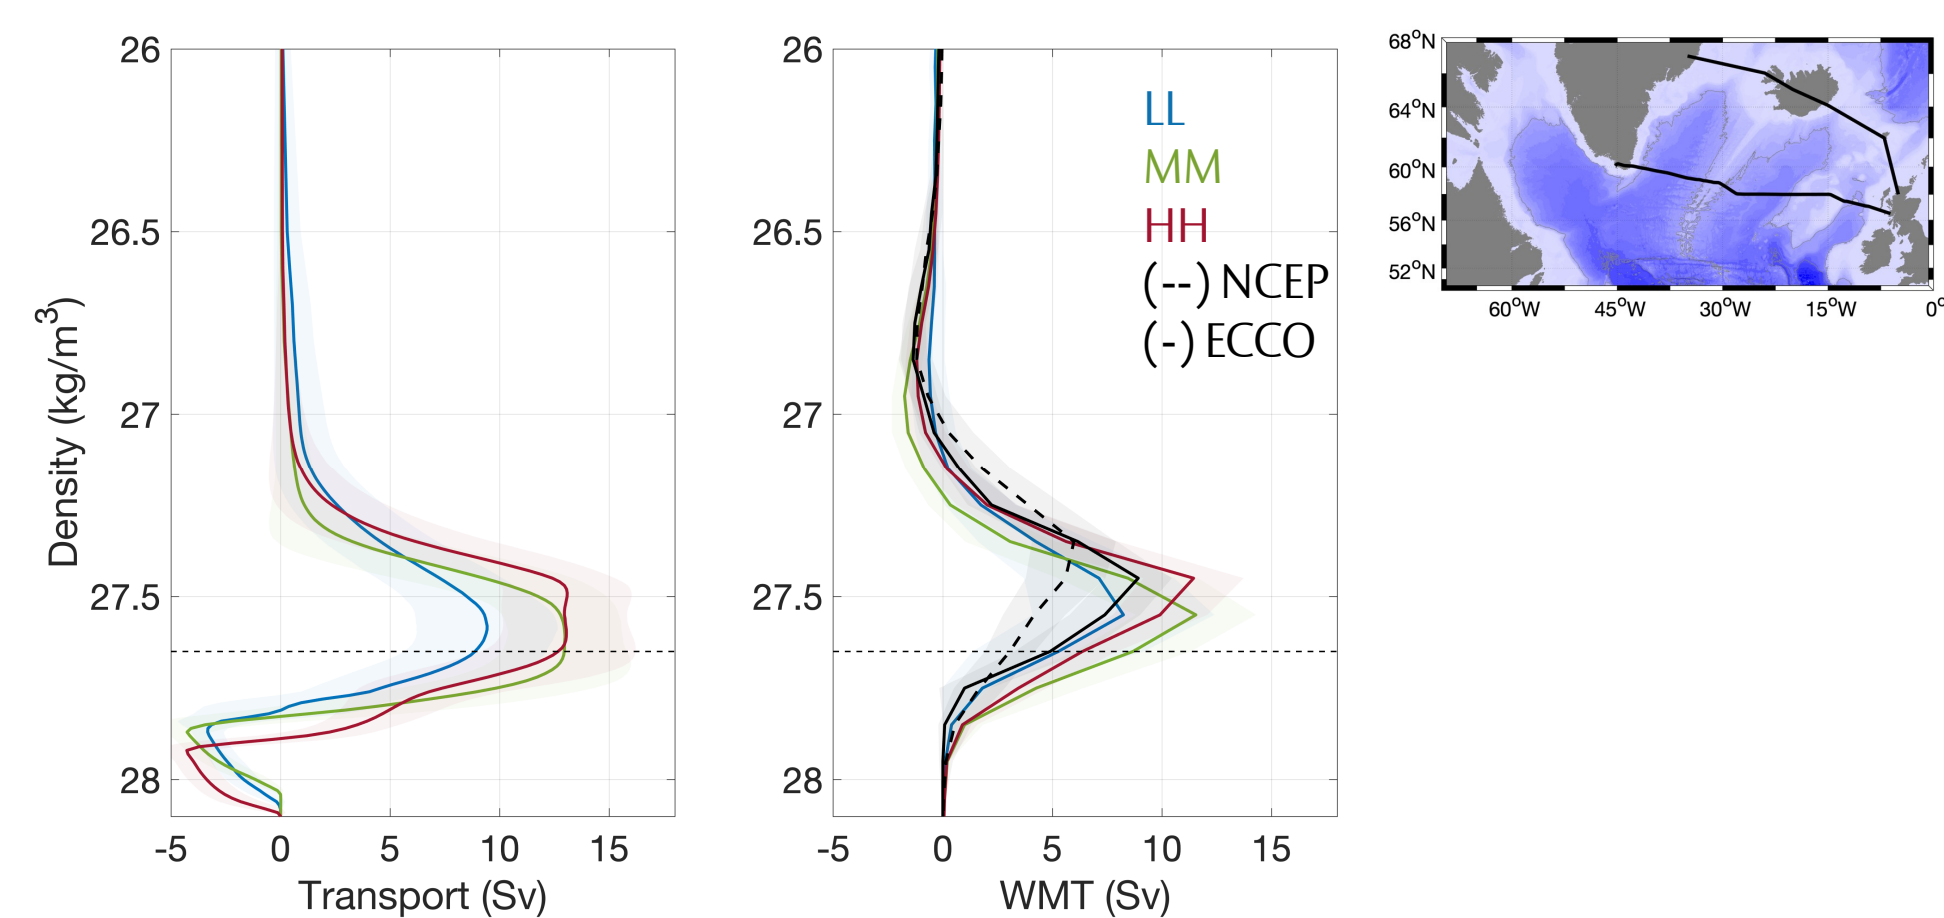 26
26.5
27
27.5
28
Density (kg/m³)
-5 0 5 10 15
Transport (Sv)
26
26.5
27
27.5
28
-5 0 5 10 15
WMT (Sv)
LL
MM
HH
(--) NCEP
(-) ECCO
68°N
64°N
60°N
56°N
52°N
60°W 45°W 30°W 15°W 0°